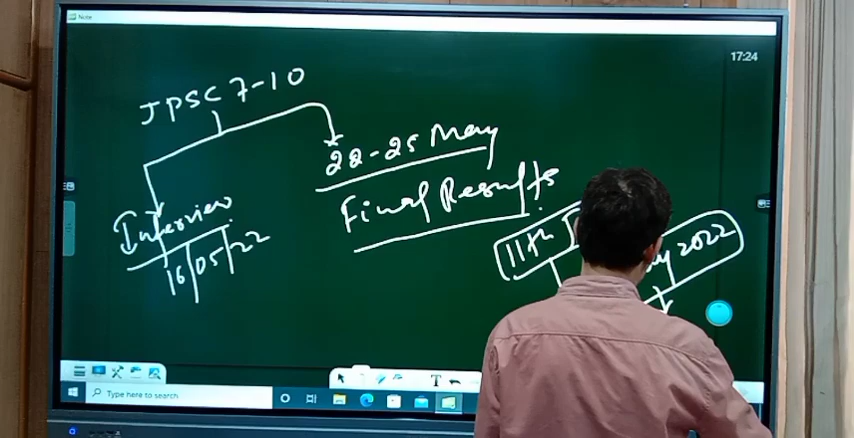 Note
17:24
JPSC 7-10
22-25 May
Final Results
Interview
16/05/22
11th
2022
Type here to search